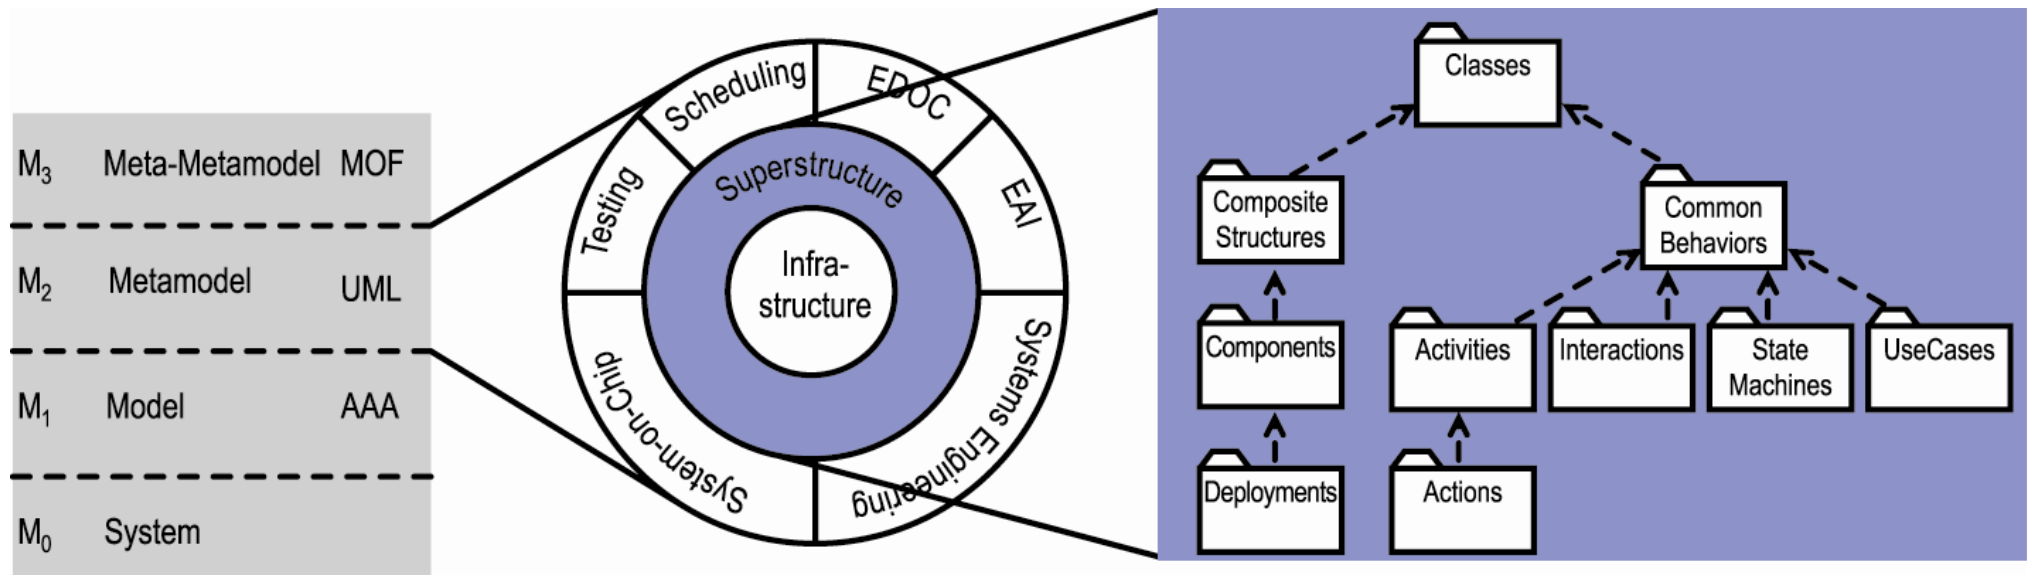 M3 Meta-Metamodel MOF
M2 Metamodel UML
M1 Model AAA
M0 System
Scheduling
EDOC
Testing
EAI
Superstructure
Infra-
structure
System-on-Chip
Systems Engineering
Classes
Composite
Structures
Common
Behaviors
Components
Activities
Interactions
State
Machines
UseCases
Deployments
Actions